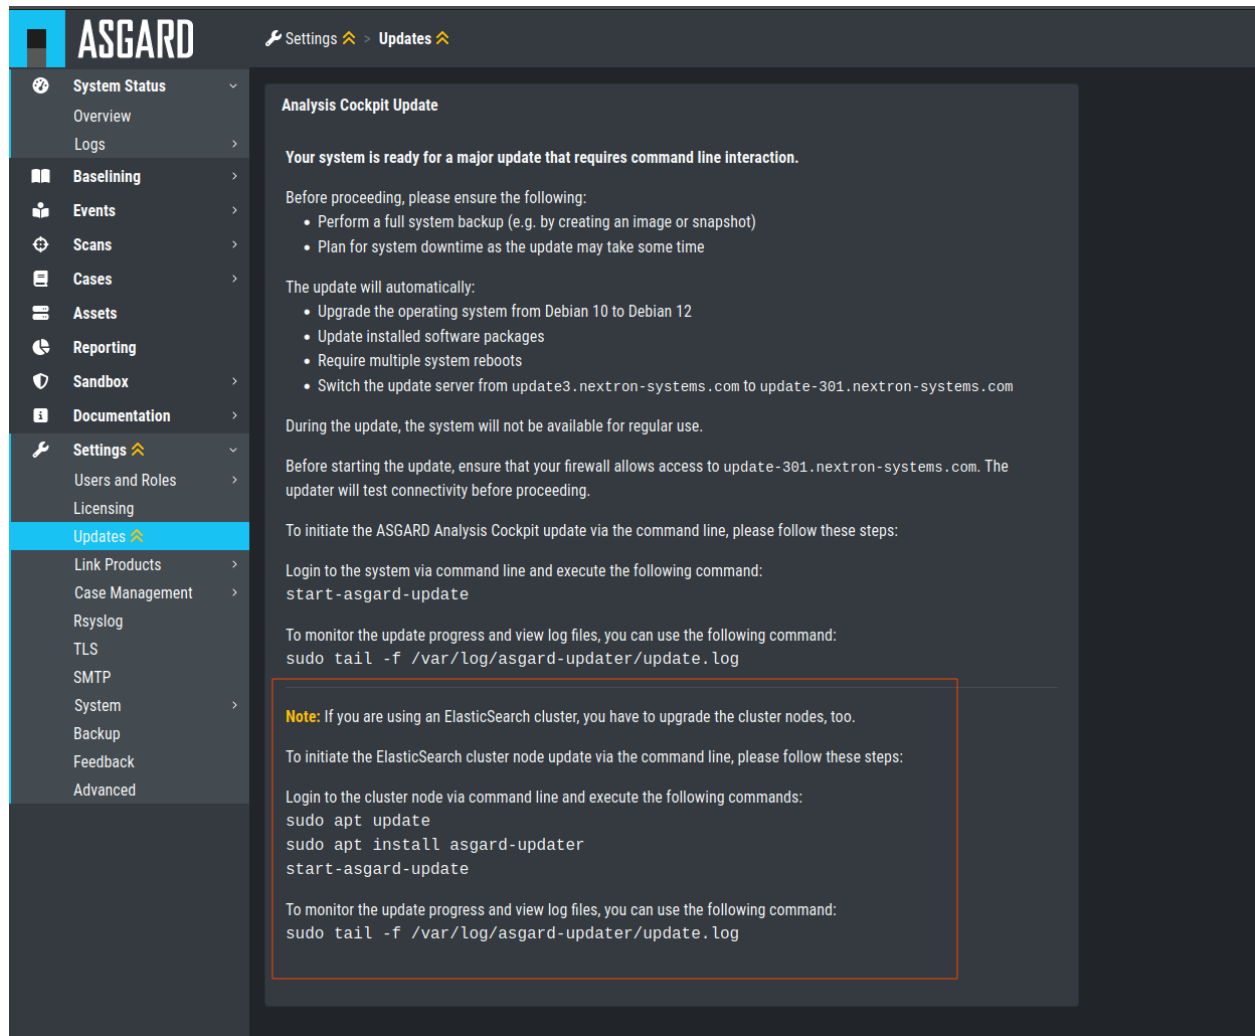 ASGARD
Settings > Updates
System Status
Overview
Logs
Baselining
Events
Scans
Cases
Assets
Reporting
Sandbox
Documentation
Settings
Users and Roles
Licensing
Updates
Link Products
Case Management
Rsyslog
TLS
SMTP
System
Backup
Feedback
Advanced
Analysis Cockpit Update
Your system is ready for a major update that requires command line interaction.
Before proceeding, please ensure the following:
• Perform a full system backup (e.g. by creating an image or snapshot)
• Plan for system downtime as the update may take some time
The update will automatically:
• Upgrade the operating system from Debian 10 to Debian 12
• Update installed software packages
• Require multiple system reboots
• Switch the update server from update3.nextron-systems.com to update-301.nextron-systems.com
During the update, the system will not be available for regular use.
Before starting the update, ensure that your firewall allows access to update-301.nextron-systems.com. The
updater will test connectivity before proceeding.
To initiate the ASGARD Analysis Cockpit update via the command line, please follow these steps:
Login to the system via command line and execute the following command:
start-asgard-update
To monitor the update progress and view log files, you can use the following command:
sudo tail -f /var/log/asgard-updater/update.log
Note: If you are using an ElasticSearch cluster, you have to upgrade the cluster nodes, too.
To initiate the ElasticSearch cluster node update via the command line, please follow these steps:
Login to the cluster node via command line and execute the following commands:
sudo apt update
sudo apt install asgard-updater
start-asgard-update
To monitor the update progress and view log files, you can use the following command:
sudo tail -f /var/log/asgard-updater/update.log